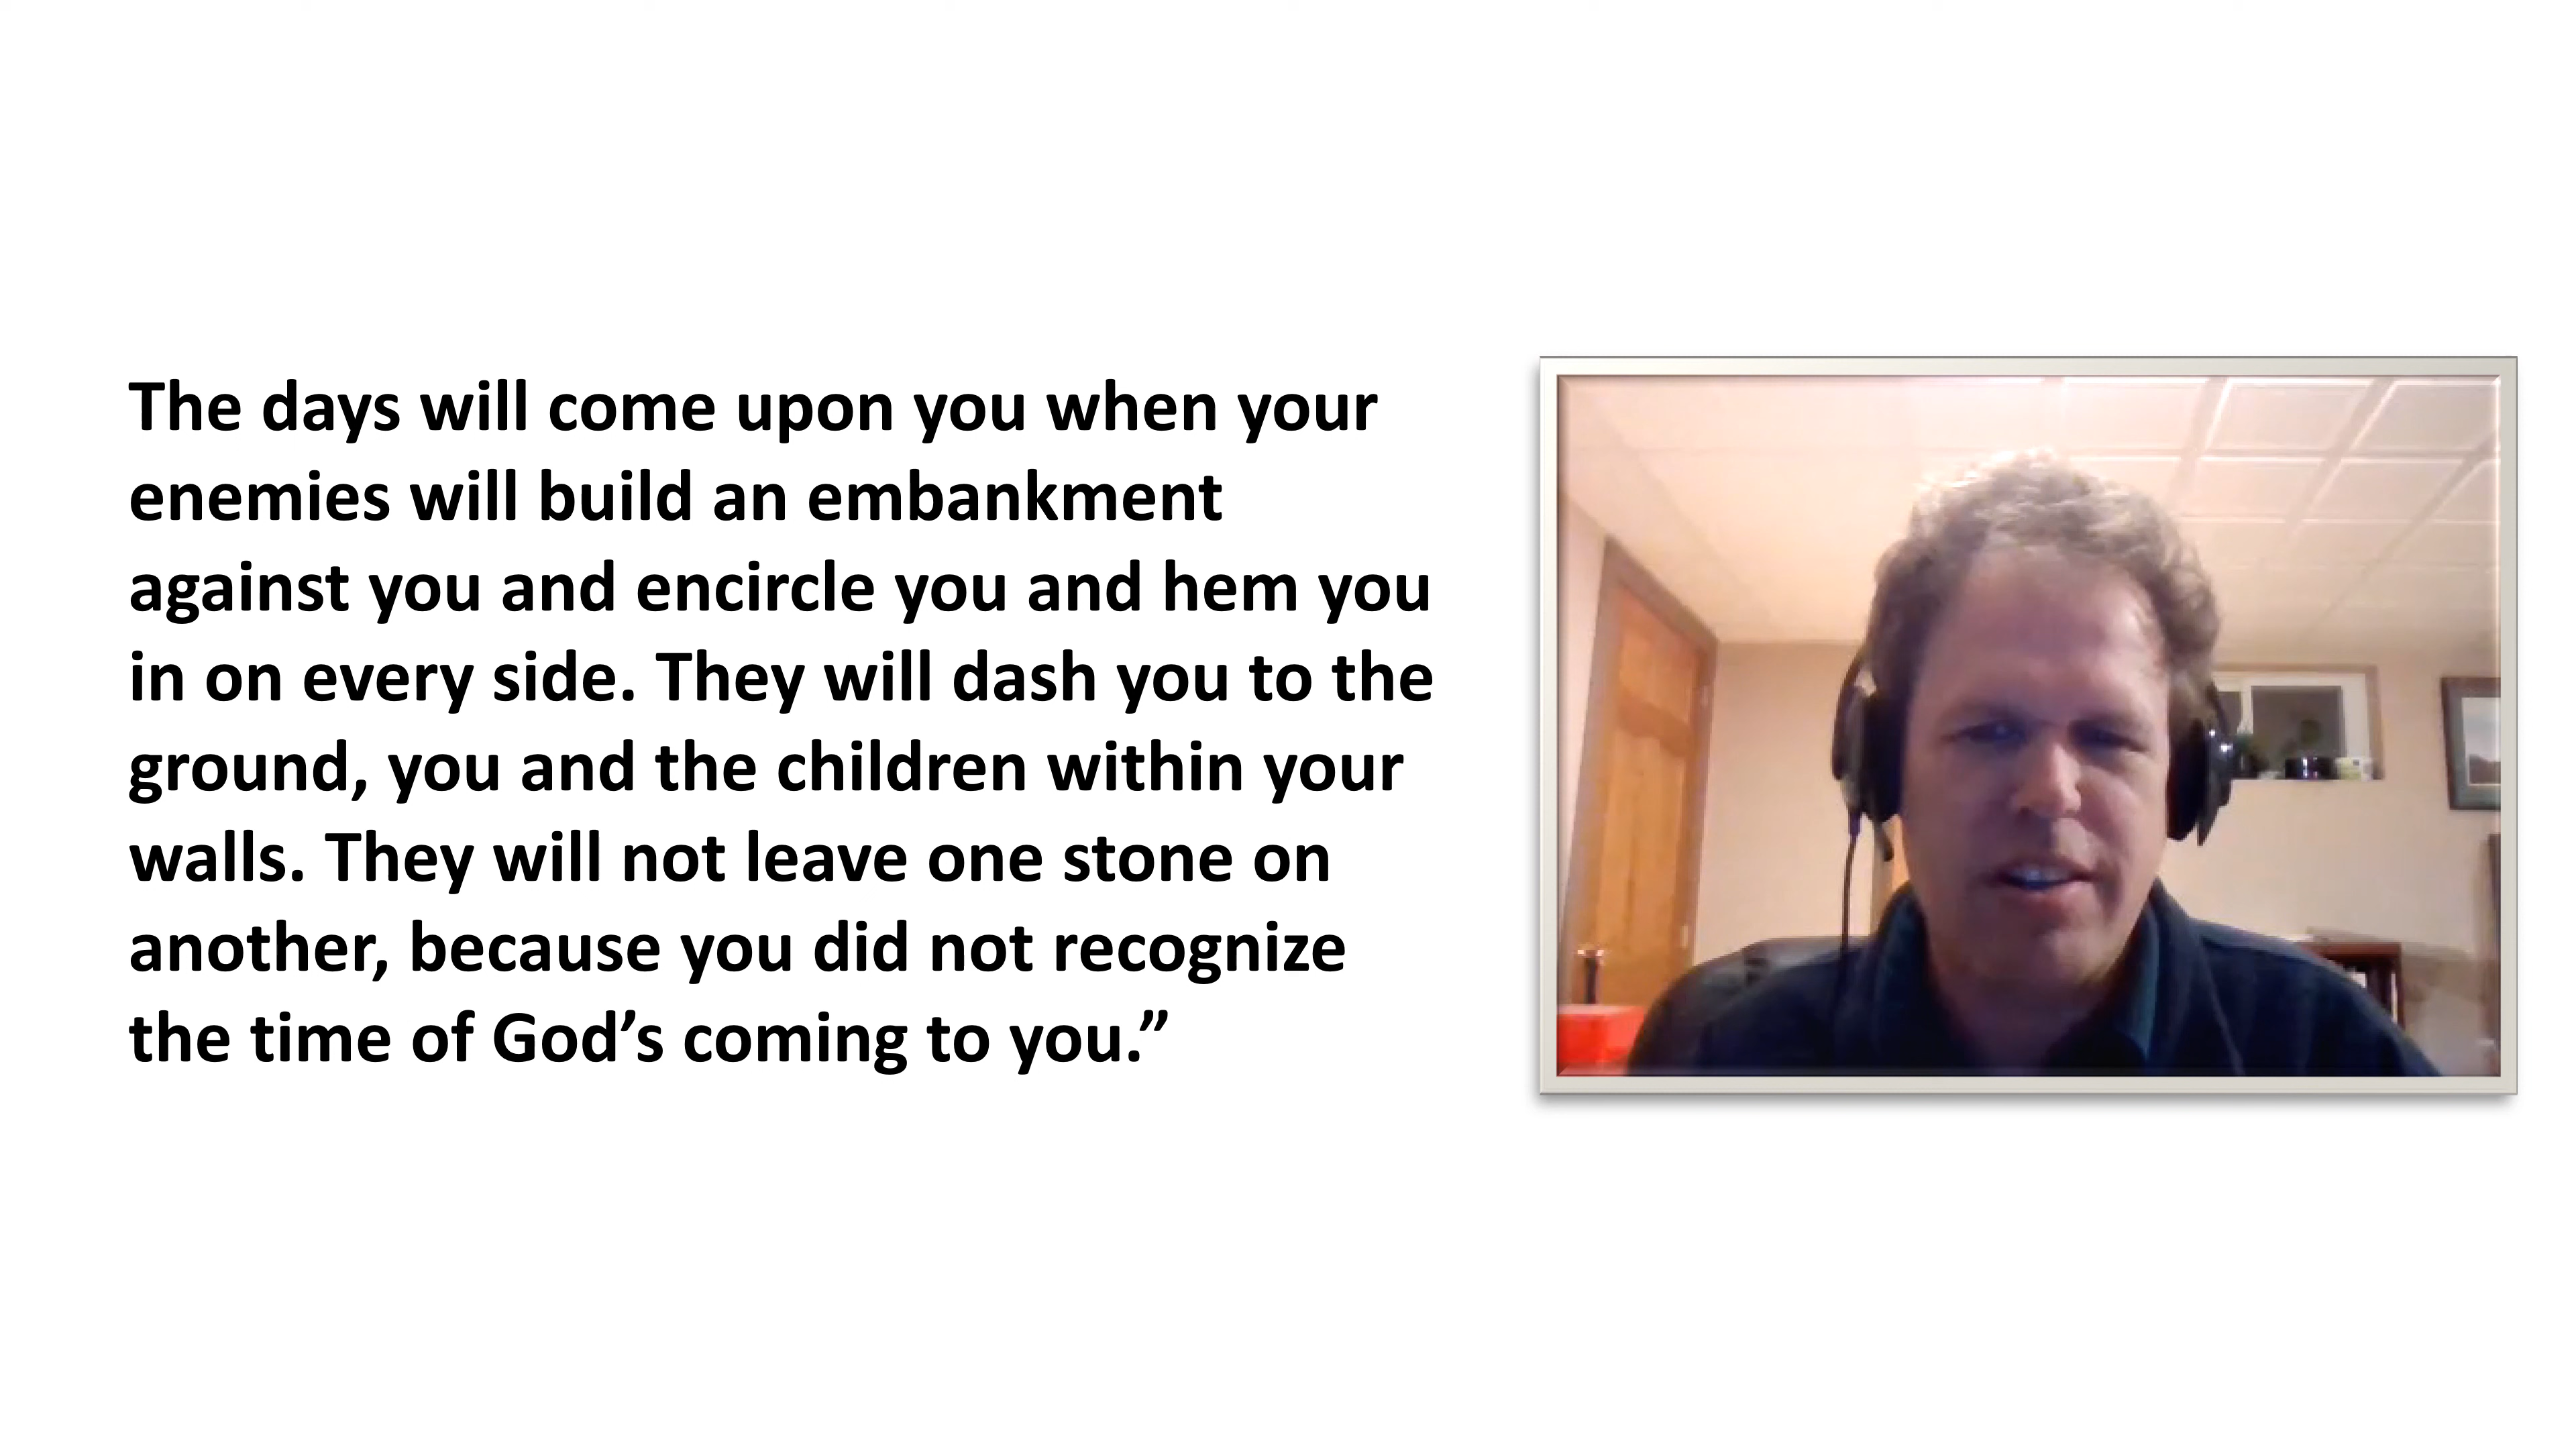 The days will come upon you when your
enemies will build an embankment
against you and encircle you and hem you
in on every side. They will dash you to the
ground, you and the children within your
walls. They will not leave one stone on
another, because you did not recognize
the time of God’s coming to you.”